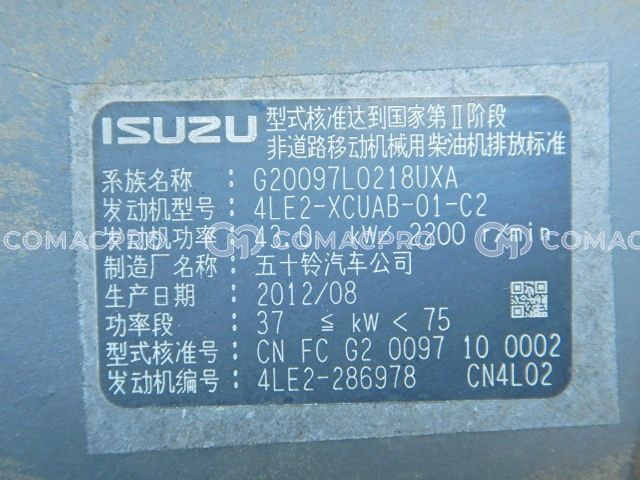 ISUZU 型式核准达到国家第Ⅱ阶段
非道路移动机械用柴油机排放标准
系族名称 : G20097L0218UXA
发动机型号: 4LE2-XCUAB-01-C2
发动机功率: 43.0 kW/ 2200 r/min
制造厂名称: 五十铃汽车公司
生产日期 : 2012/08
功率段 : 37 ≦ kW < 75
型式核准号: CN FC G2 0097 10 0002
发动机编号: 4LE2-286978 CN4L02
COMACPRO COMACPRO COMACPRO